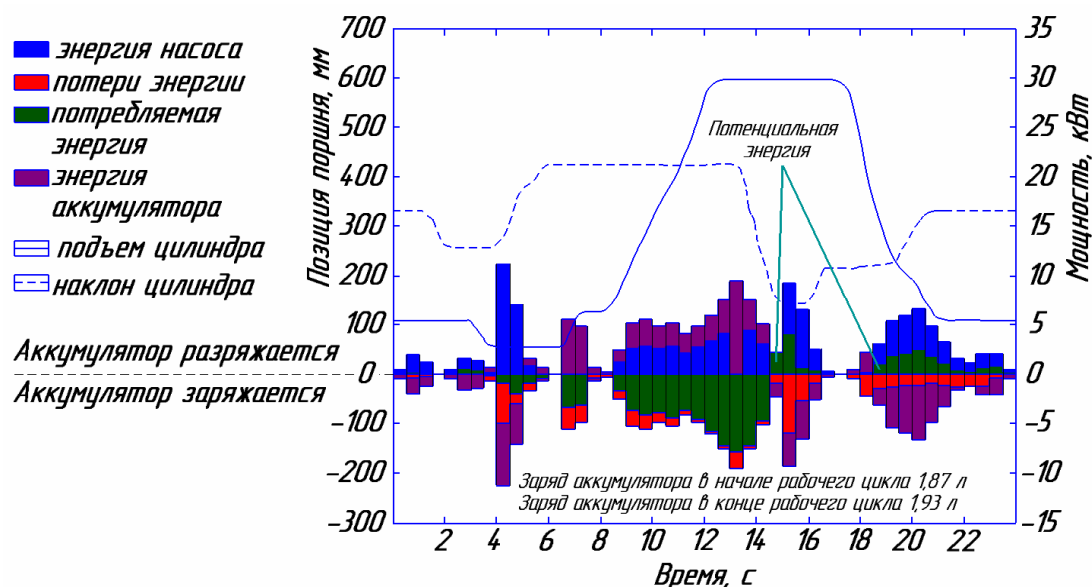 энергия насоса
потери энергии
потребляемая
энергия
энергия
аккумулятора
подъем цилиндра
наклон цилиндра
Аккумулятор разряжается
Аккумулятор заряжается
Позиция поршня, мм
700
600
500
400
300
200
100
0
-100
-200
-300
Потенциальная
энергия
Заряд аккумулятора в начале рабочего цикла 1,87 л
Заряд аккумулятора в конце рабочего цикла 1,93 л
35
30
25
20
15
10
5
0
-5
-10
-15
Мощность, кВт
2 4 6 8 10 12 14 16 18 20 22
Время, с